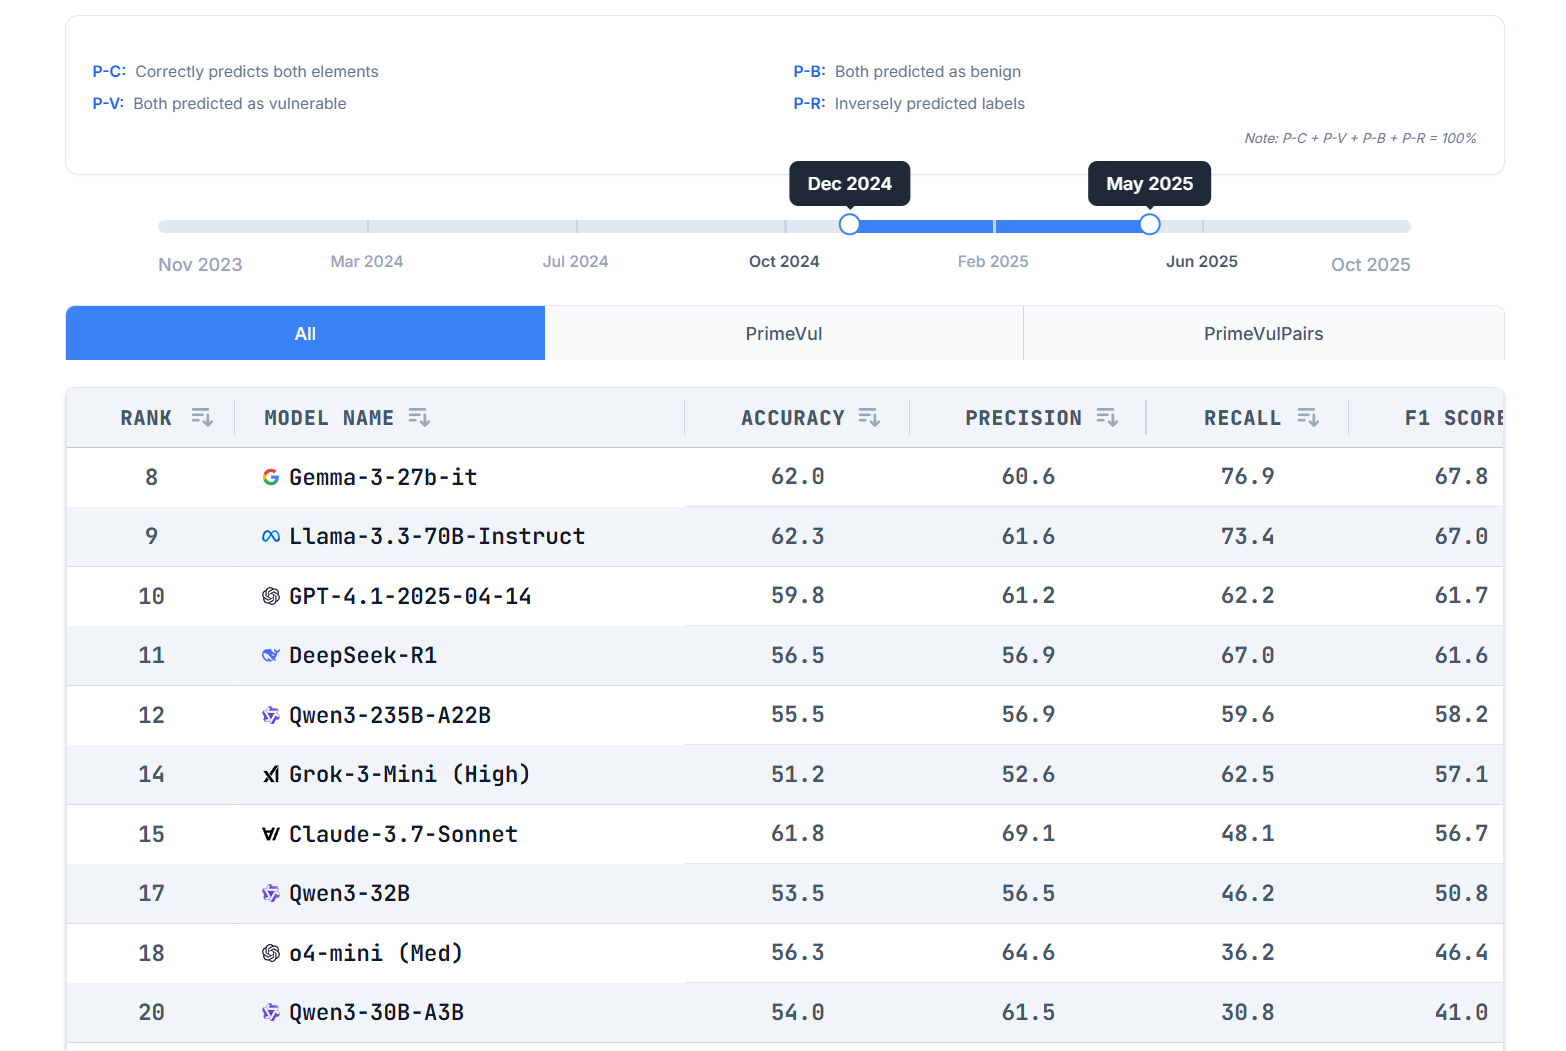 P-C: Correctly predicts both elements
P-B: Both predicted as benign
P-V: Both predicted as vulnerable
P-R: Inversely predicted labels
Note: P-C + P-V + P-B + P-R = 100%
Dec 2024
May 2025
Nov 2023
Mar 2024
Jul 2024
Oct 2024
Feb 2025
Jun 2025
Oct 2025
All
PrimeVul
PrimeVulPairs
RANK MODEL NAME ACCURACY PRECISION RECALL F1 SCORE
8 Gemma-3-27b-it 62.0 60.6 76.9 67.8
9 Llama-3.3-70B-Instruct 62.3 61.6 73.4 67.0
10 GPT-4.1-2025-04-14 59.8 61.2 62.2 61.7
11 DeepSeek-R1 56.5 56.9 67.0 61.6
12 Qwen3-235B-A22B 55.5 56.9 59.6 58.2
14 Grok-3-Mini (High) 51.2 52.6 62.5 57.1
15 Claude-3.7-Sonnet 61.8 69.1 48.1 56.7
17 Qwen3-32B 53.5 56.5 46.2 50.8
18 o4-mini (Med) 56.3 64.6 36.2 46.4
20 Qwen3-30B-A3B 54.0 61.5 30.8 41.0